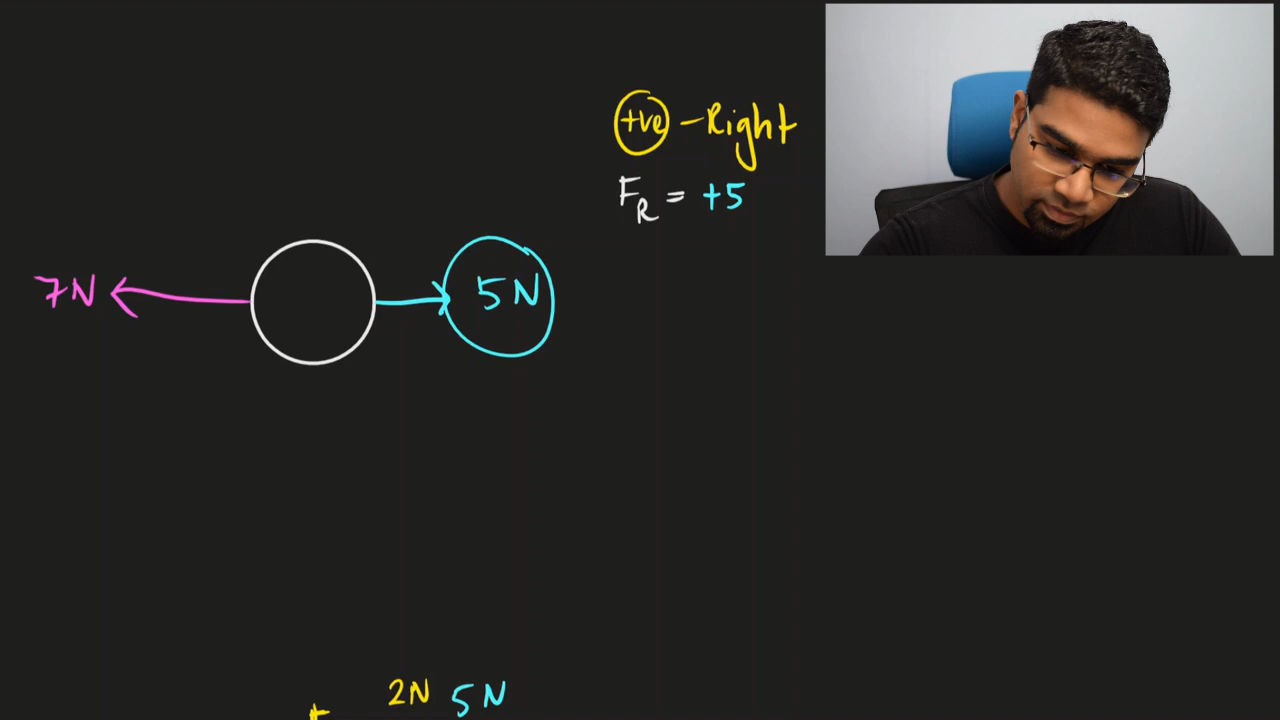 +ve - Right
F_R = +5
7N
5N
2N 5N
+